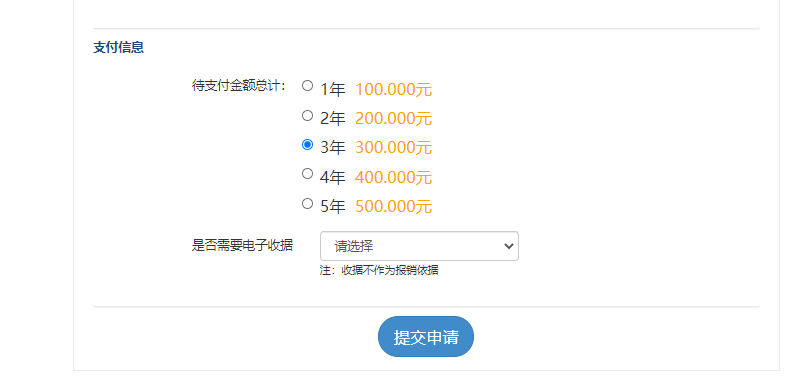 支付信息
待支付金额总计：
1年 100.000元
2年 200.000元
3年 300.000元
4年 400.000元
5年 500.000元
是否需要电子收据 请选择
注：收据不作为报销依据
提交申请